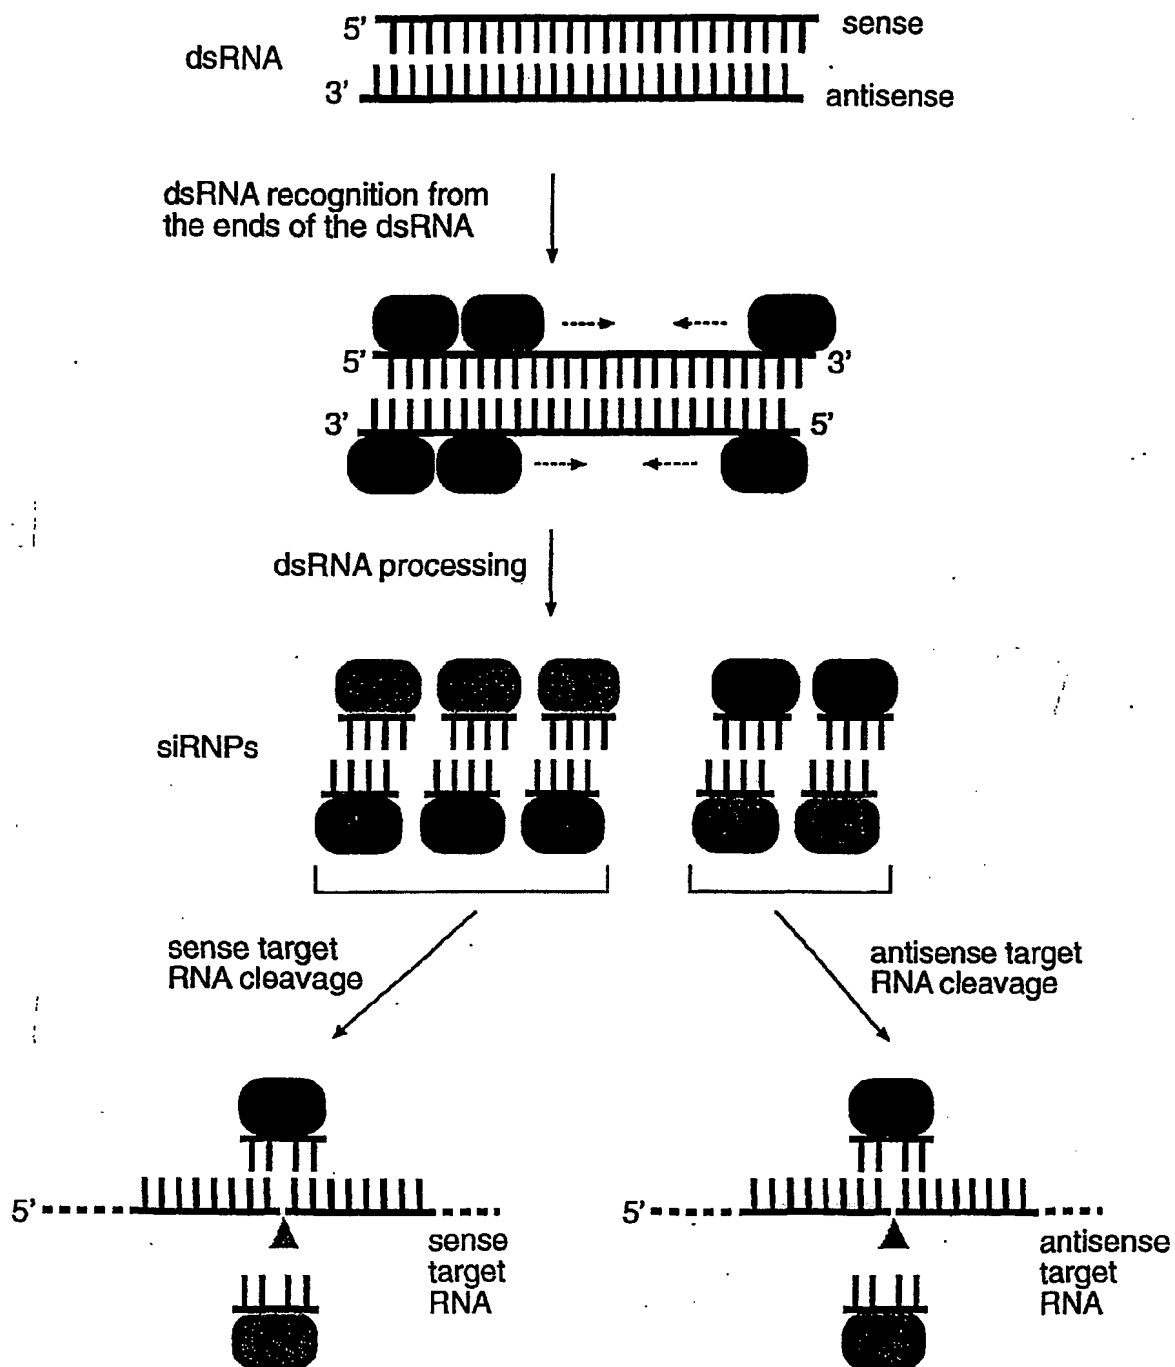 5' sense
dsRNA
3' antisense
dsRNA recognition from
the ends of the dsRNA
5' 3'
3' 5'
dsRNA processing
siRNPs
sense target
RNA cleavage
antisense target
RNA cleavage
5'
sense
target
RNA
5'
antisense
target
RNA